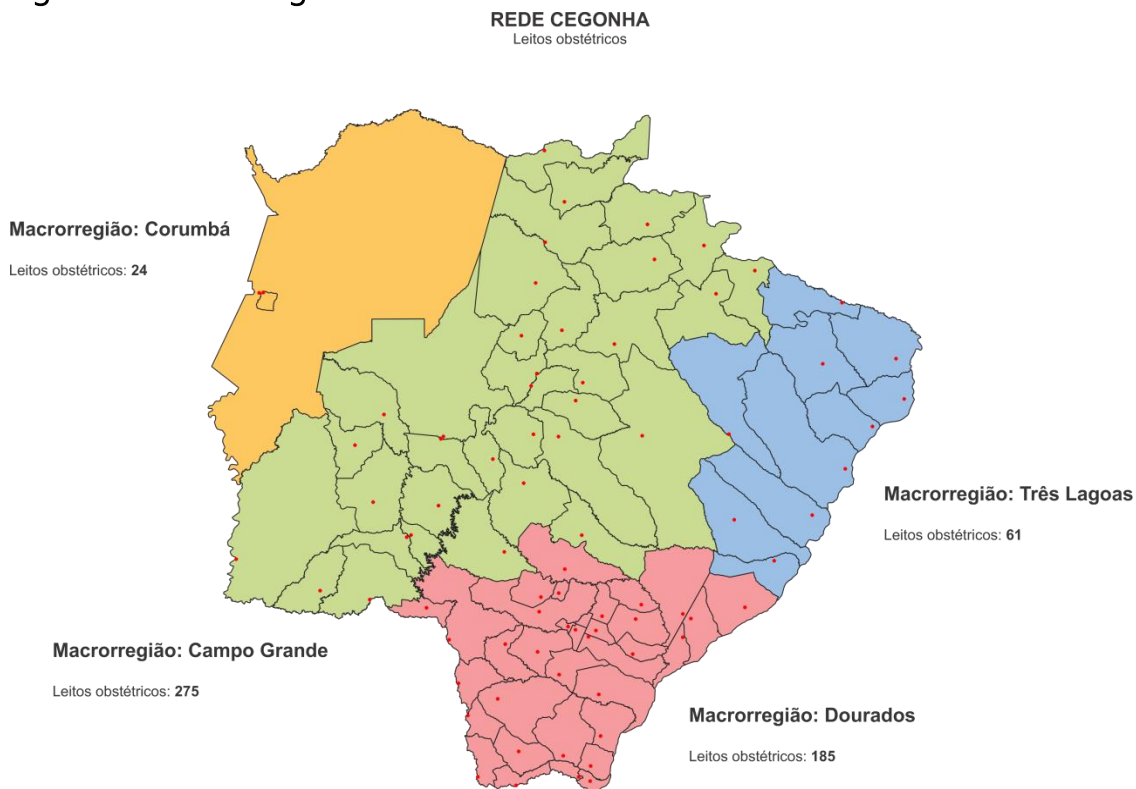 REDE CEGONHA
Leitos obstétricos
Macrorregião: Corumbá
Leitos obstétricos: 24
Macrorregião: Três Lagoas
Leitos obstétricos: 61
Macrorregião: Campo Grande
Leitos obstétricos: 275
Macrorregião: Dourados
Leitos obstétricos: 185